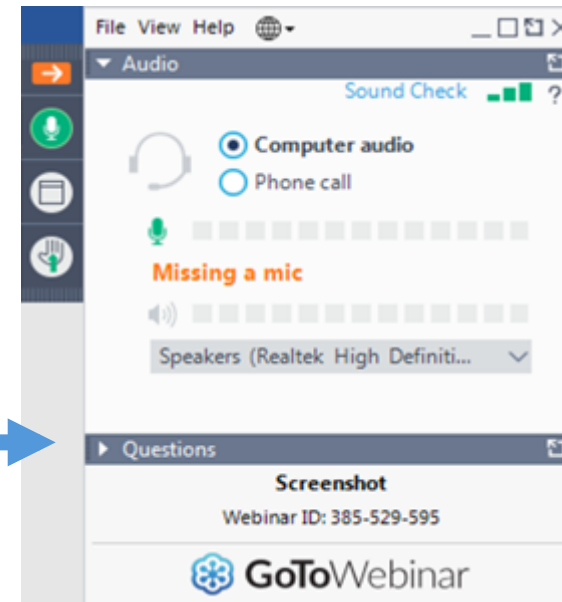 File View Help
Audio
Sound Check ?
Computer audio
Phone call
Missing a mic
Speakers (Realtek High Definiti...
Questions
Screenshot
Webinar ID: 385-529-595
GoToWebinar